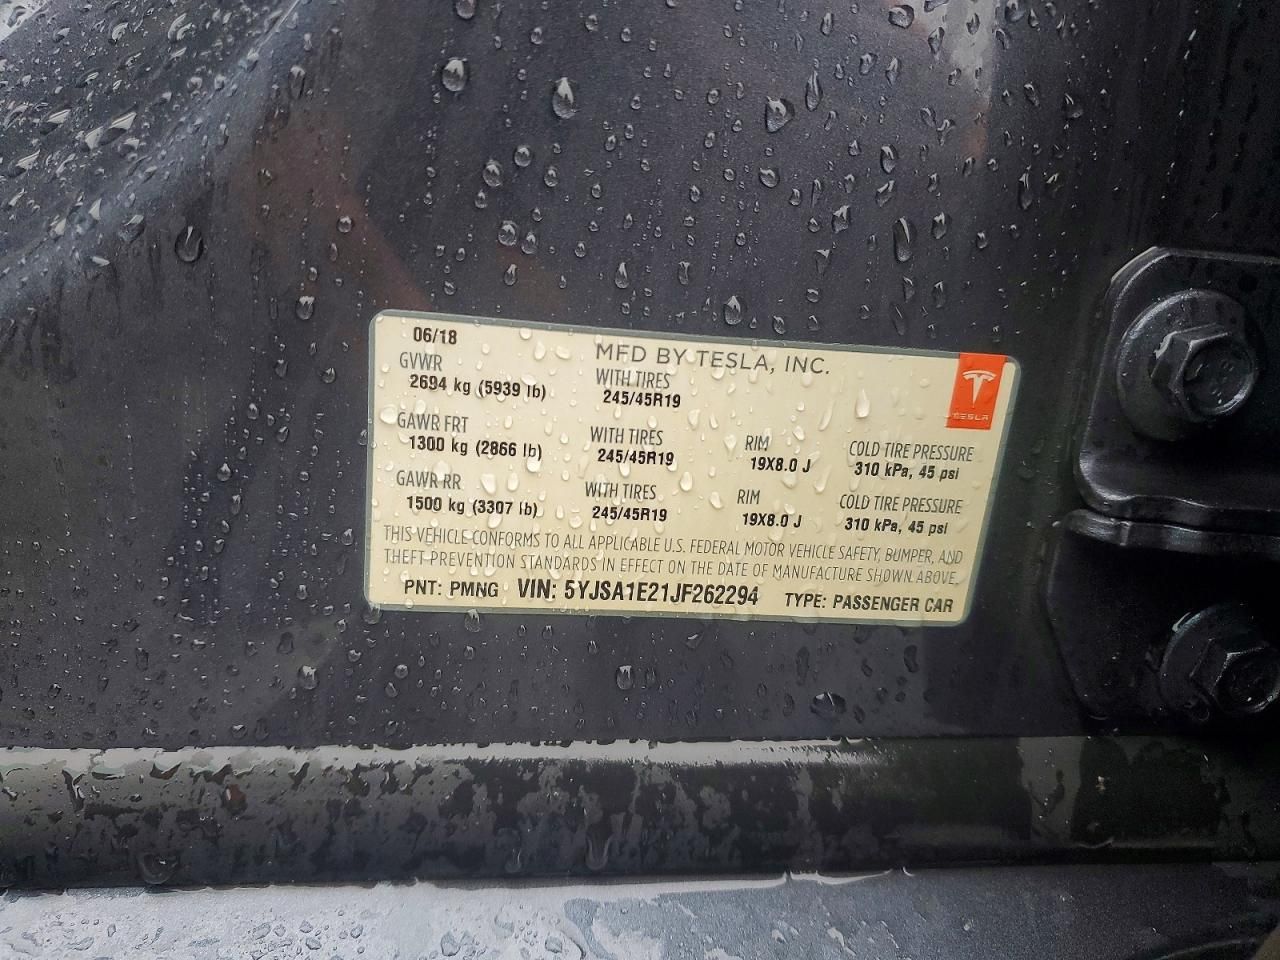 06/18 MFD BY TESLA, INC.
GVWR WITH TIRES
2694 kg (5939 lb) 245/45R19
TESLA
GAWR FRT WITH TIRES RIM COLD TIRE PRESSURE
1300 kg (2866 lb) 245/45R19 19X8.0 J 310 kPa, 45 psi
GAWR RR WITH TIRES RIM COLD TIRE PRESSURE
1500 kg (3307 lb) 245/45R19 19X8.0 J 310 kPa, 45 psi
THIS VEHICLE CONFORMS TO ALL APPLICABLE U.S. FEDERAL MOTOR VEHICLE SAFETY, BUMPER, AND
THEFT PREVENTION STANDARDS IN EFFECT ON THE DATE OF MANUFACTURE SHOWN ABOVE.
PNT: PMNG VIN: 5YJSA1E21JF262294 TYPE: PASSENGER CAR